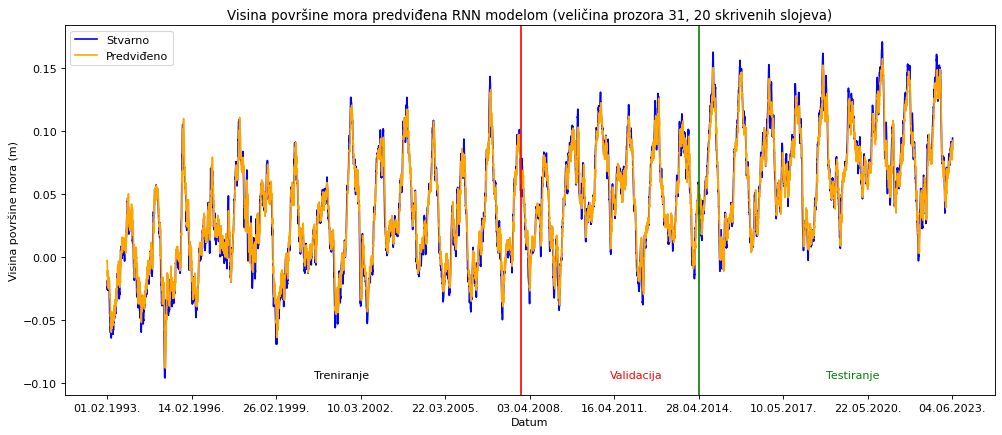 Visina površine mora predviđena RNN modelom (veličina prozora 31, 20 skrivenih slojeva)
Stvarno
Predviđeno
Visina površine mora (m)
0.15
0.10
0.05
0.00
−0.05
−0.10
Treniranje
Validacija
Testiranje
01.02.1993.
14.02.1996.
26.02.1999.
10.03.2002.
22.03.2005.
03.04.2008.
16.04.2011.
28.04.2014.
10.05.2017.
22.05.2020.
04.06.2023.
Datum